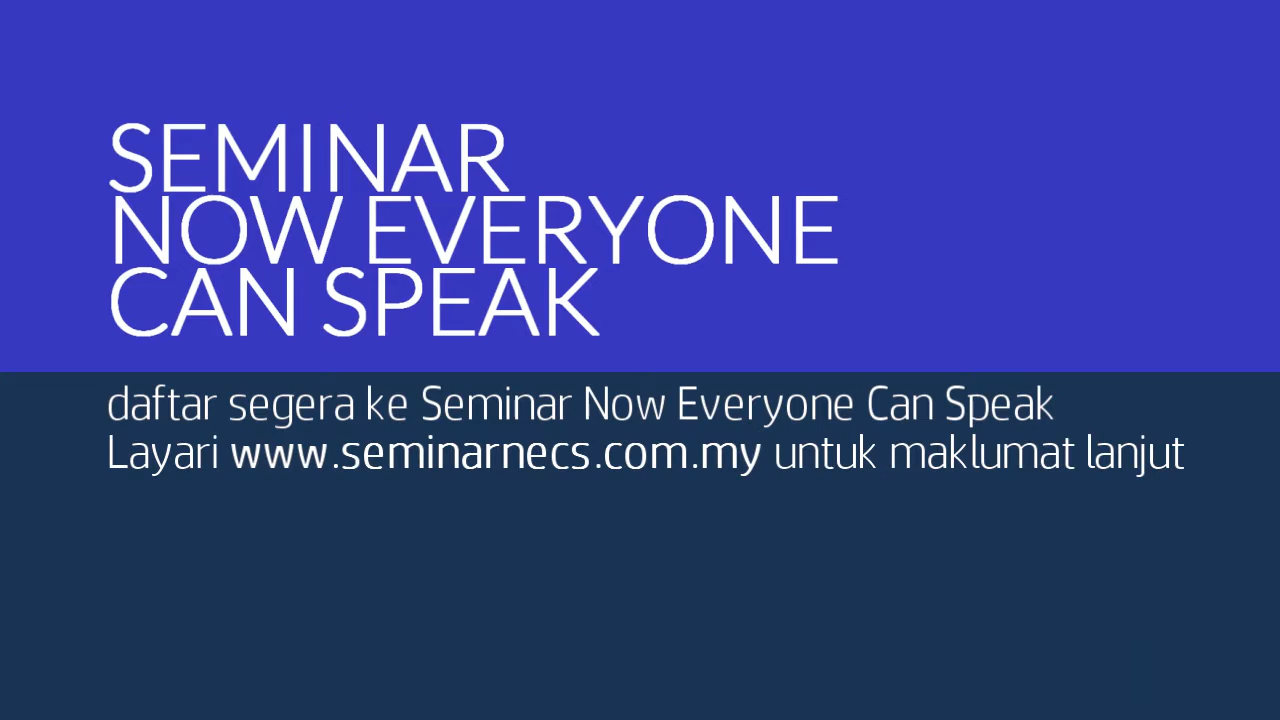 SEMINAR
NOW EVERYONE
CAN SPEAK
daftar segera ke Seminar Now Everyone Can Speak
Layari www.seminarnecs.com.my untuk maklumat lanjut